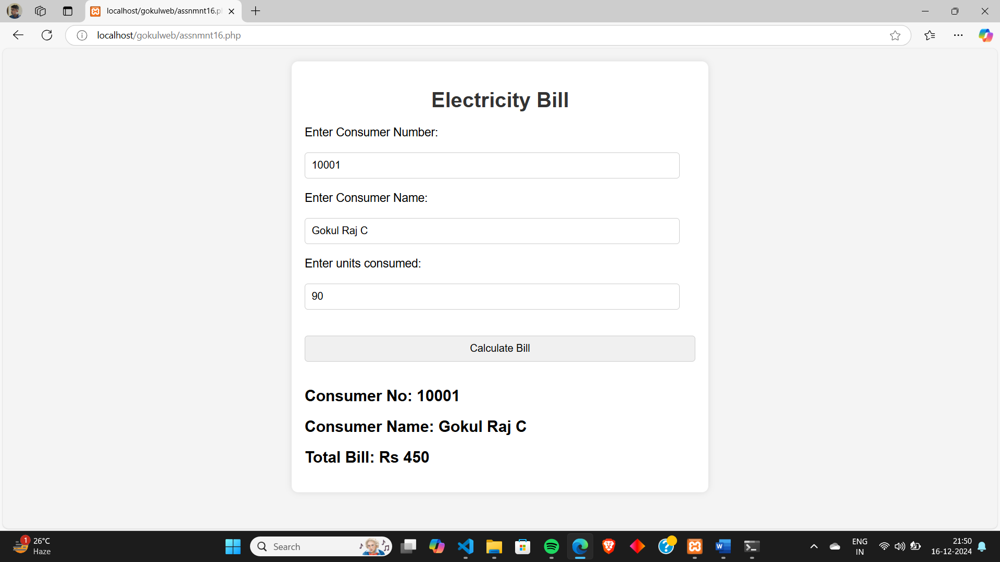 localhost/gokulweb/assnmnt16.p
localhost/gokulweb/assnmnt16.php
Electricity Bill
Enter Consumer Number:
10001
Enter Consumer Name:
Gokul Raj C
Enter units consumed:
90
Calculate Bill
Consumer No: 10001
Consumer Name: Gokul Raj C
Total Bill: Rs 450
1
26°C
Haze
Search
ENG
IN
21:50
16-12-2024